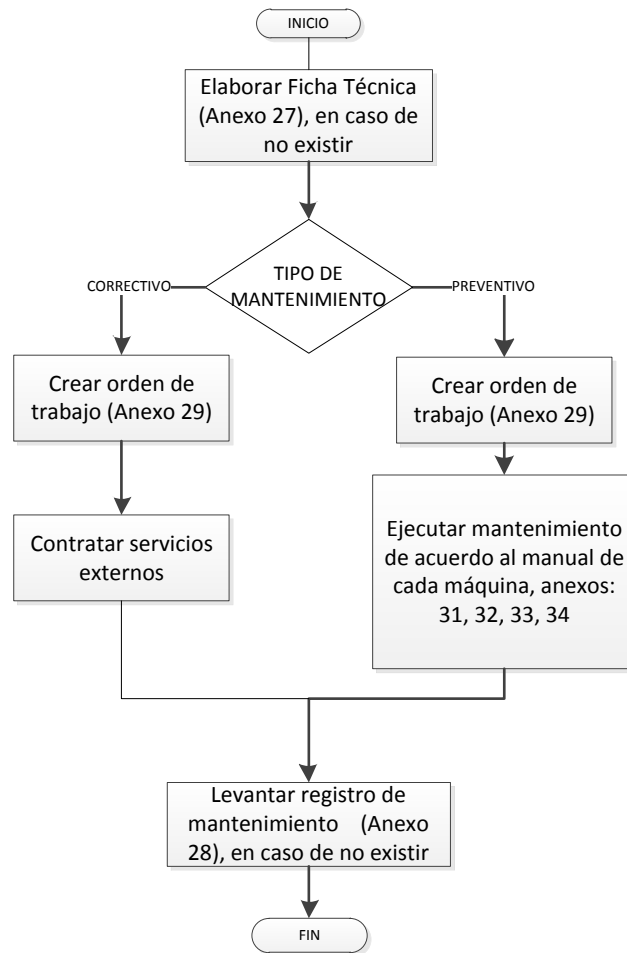 INICIO
Elaborar Ficha Técnica
(Anexo 27), en caso de
no existir
TIPO DE
MANTENIMIENTO
CORRECTIVO
PREVENTIVO
Crear orden de
trabajo (Anexo 29)
Crear orden de
trabajo (Anexo 29)
Contratar servicios
externos
Ejecutar mantenimiento
de acuerdo al manual de
cada máquina, anexos:
31, 32, 33, 34
Levantar registro de
mantenimiento (Anexo
28), en caso de no existir
FIN